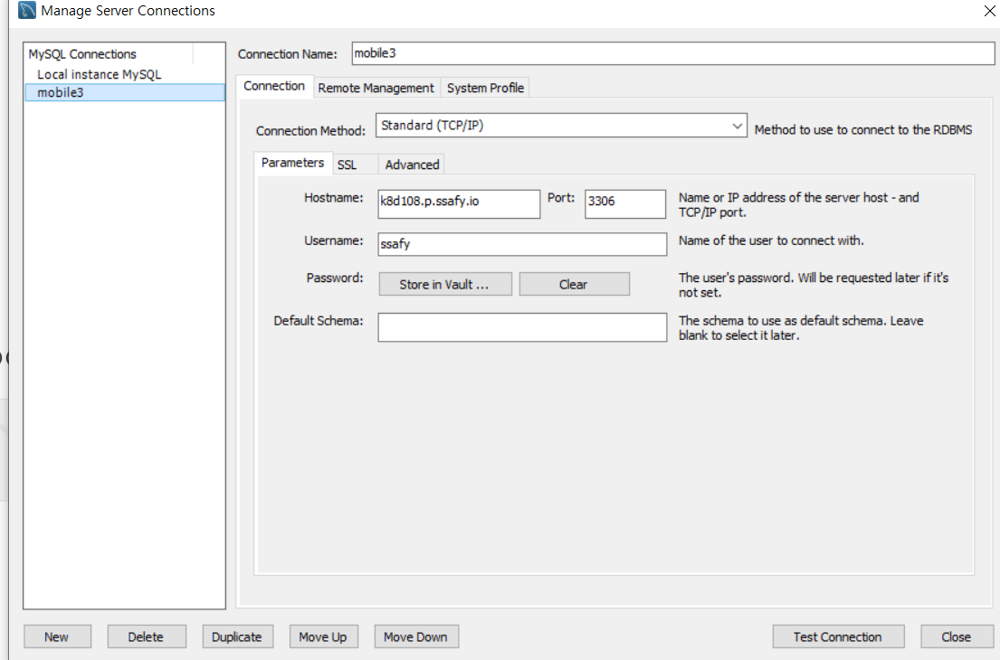 Manage Server Connections
MySQL Connections
Local instance MySQL
mobile3
Connection Name: mobile3
Connection Remote Management System Profile
Connection Method: Standard (TCP/IP) Method to use to connect to the RDBMS
Parameters SSL Advanced
Hostname: k8d108.p.ssafy.io Port: 3306 Name or IP address of the server host - and
TCP/IP port.
Username: ssafy Name of the user to connect with.
Password: Store in Vault ... Clear The user's password. Will be requested later if it's
not set.
Default Schema: The schema to use as default schema. Leave
blank to select it later.
New Delete Duplicate Move Up Move Down Test Connection Close